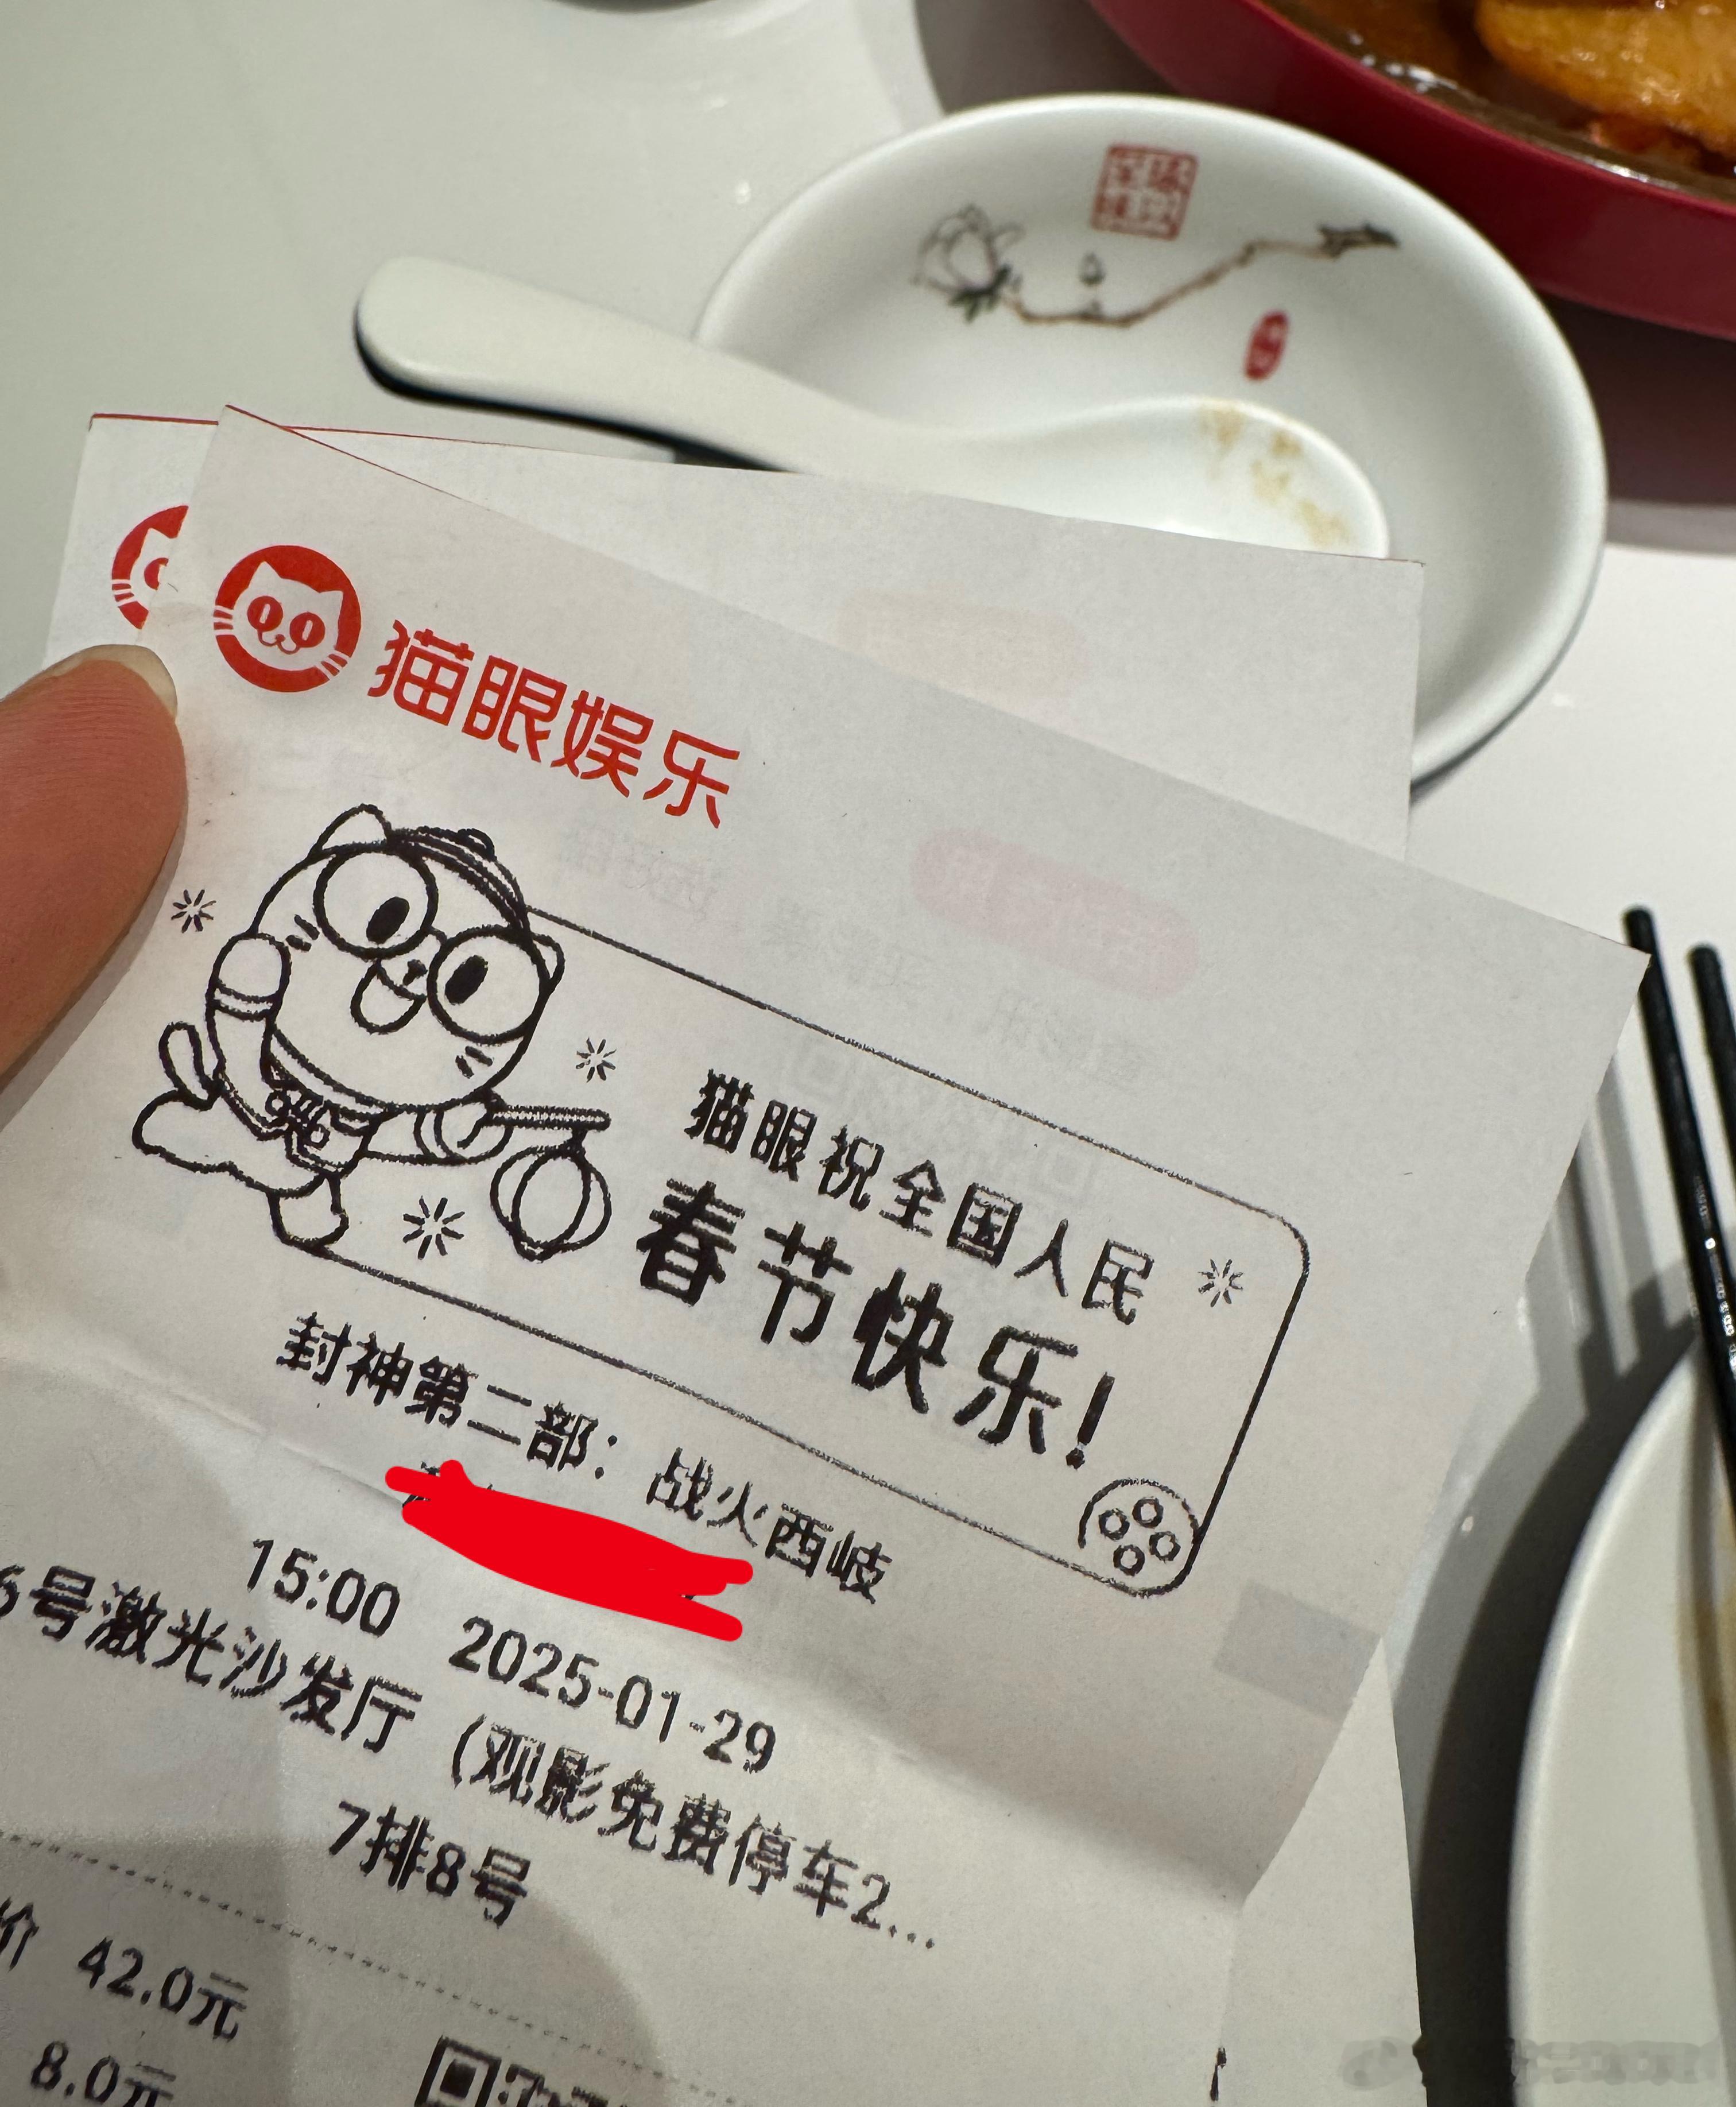 猫眼娱乐
猫眼祝全国人民
春节快乐!
封神第二部：战火西岐
15:00 2025-01-29
6号激光沙发厅（观影免费停车2...
7排8号
价 42.0元
8.0元